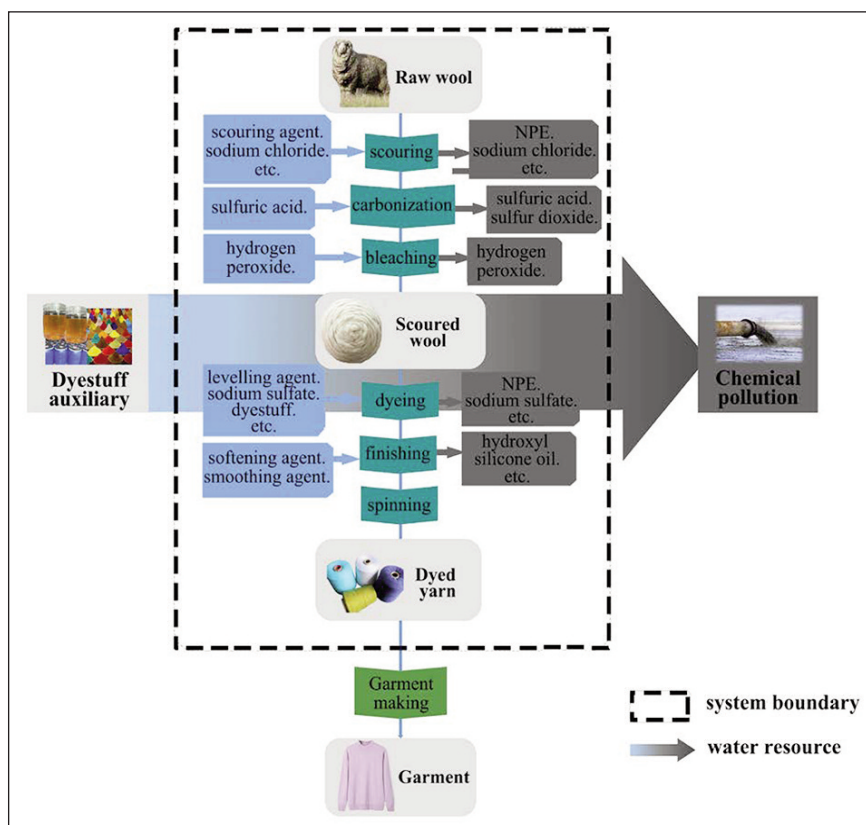 Raw wool
scouring agent.
sodium chloride.
etc.
scouring
NPE.
sodium chloride.
etc.
sulfuric acid.
carbonization
sulfuric acid.
sulfur dioxide.
hydrogen
peroxide.
bleaching
hydrogen
peroxide.
Dyestuff
auxiliary
Scoured
wool
Chemical
pollution
levelling agent.
sodium sulfate.
dyestuff.
etc.
dyeing
NPE.
sodium sulfate.
etc.
softening agent.
smoothing agent.
finishing
hydroxyl
silicone oil.
etc.
spinning
Dyed
yarn
Garment
making
Garment
system boundary
water resource